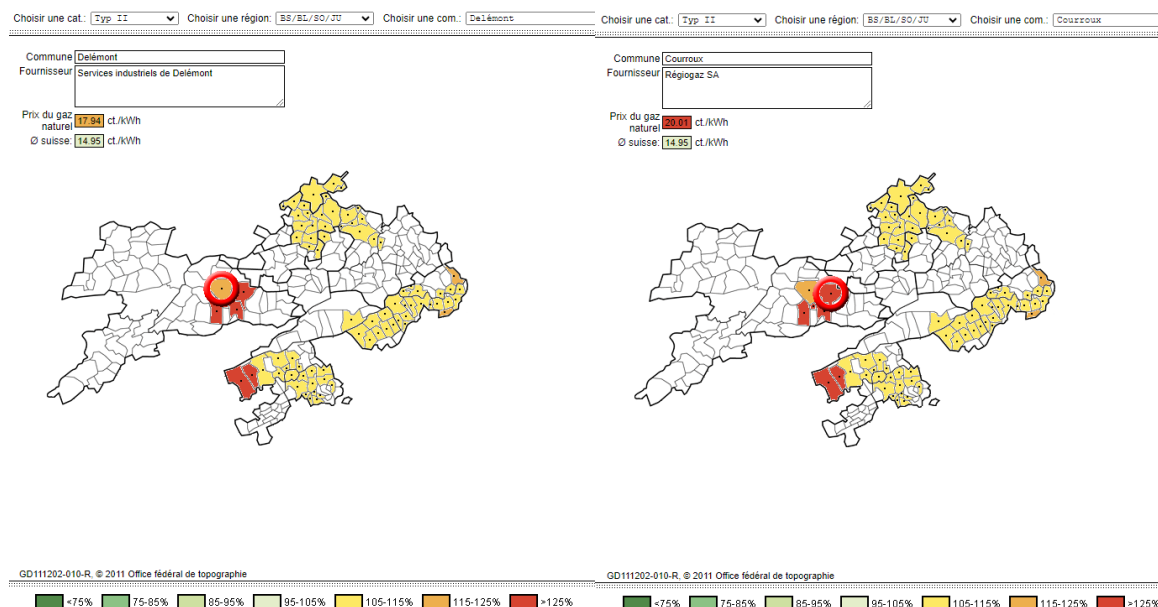 Choisir une cat.: Typ II Choisir une région: BS/BL/SO/JU Choisir une com.: Delémont
Commune Delémont
Fournisseur Services industriels de Delémont
Prix du gaz
naturel 17.94 ct./kWh
Ø suisse: 14.95 ct./kWh
GD111202-010-R, © 2011 Office fédéral de topographie
<75% 75-85% 85-95% 95-105% 105-115% 115-125% >125%
Choisir une cat.: Typ II Choisir une région: BS/BL/SO/JU Choisir une com.: Courroux
Commune Courroux
Fournisseur Régiogaz SA
Prix du gaz
naturel 20.01 ct./kWh
Ø suisse: 14.95 ct./kWh
GD111202-010-R, © 2011 Office fédéral de topographie
<75% 75-85% 85-95% 95-105% 105-115% 115-125% >125%